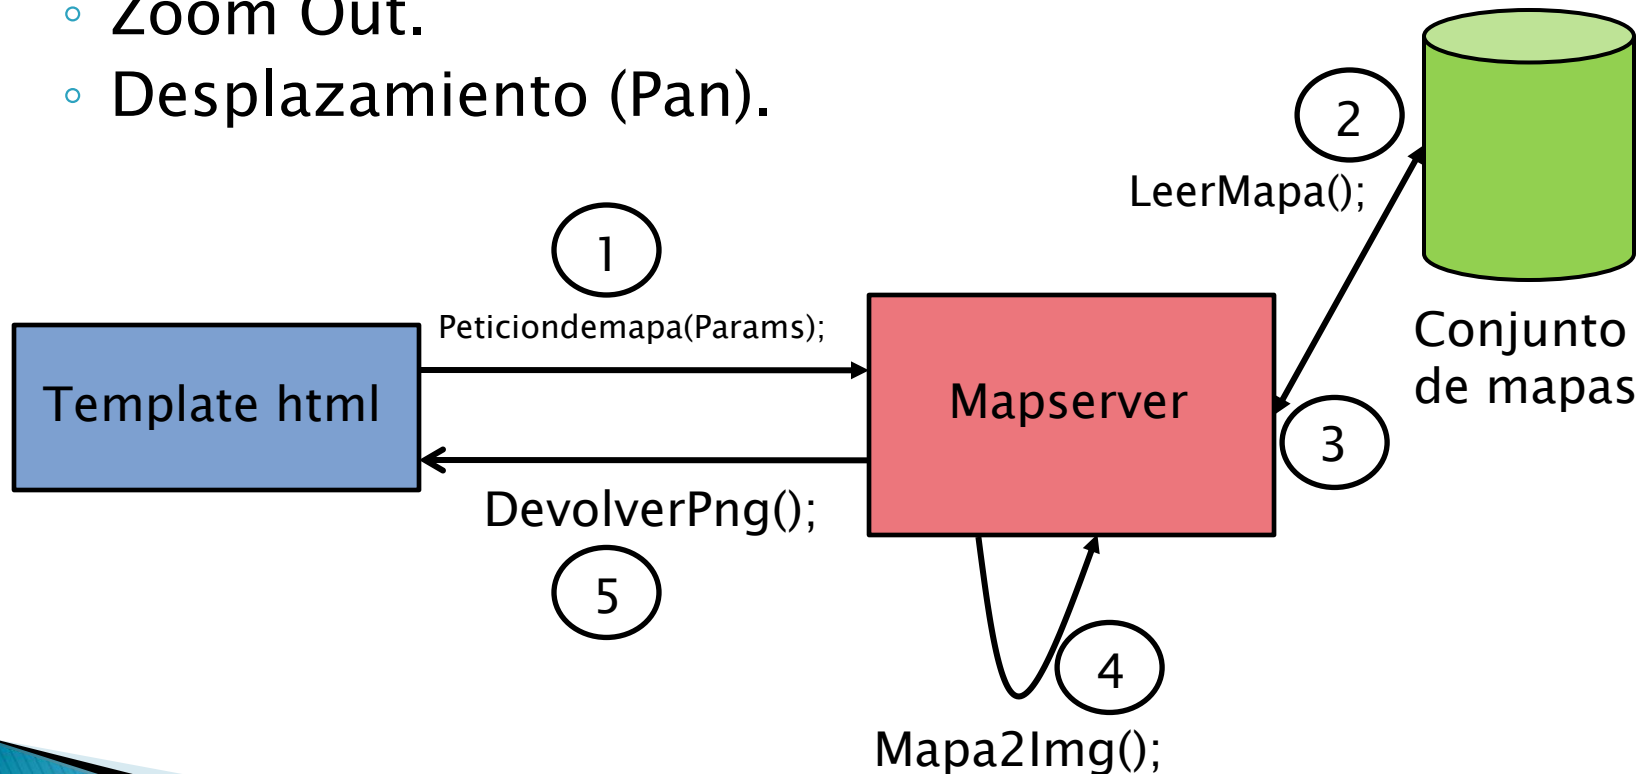 ◦ Zoom Out.
◦ Desplazamiento (Pan).
2
LeerMapa();
1
Peticiondemapa(Params);
Template html
Mapserver
Conjunto
de mapas
3
DevolverPng();
5
4
Mapa2Img();